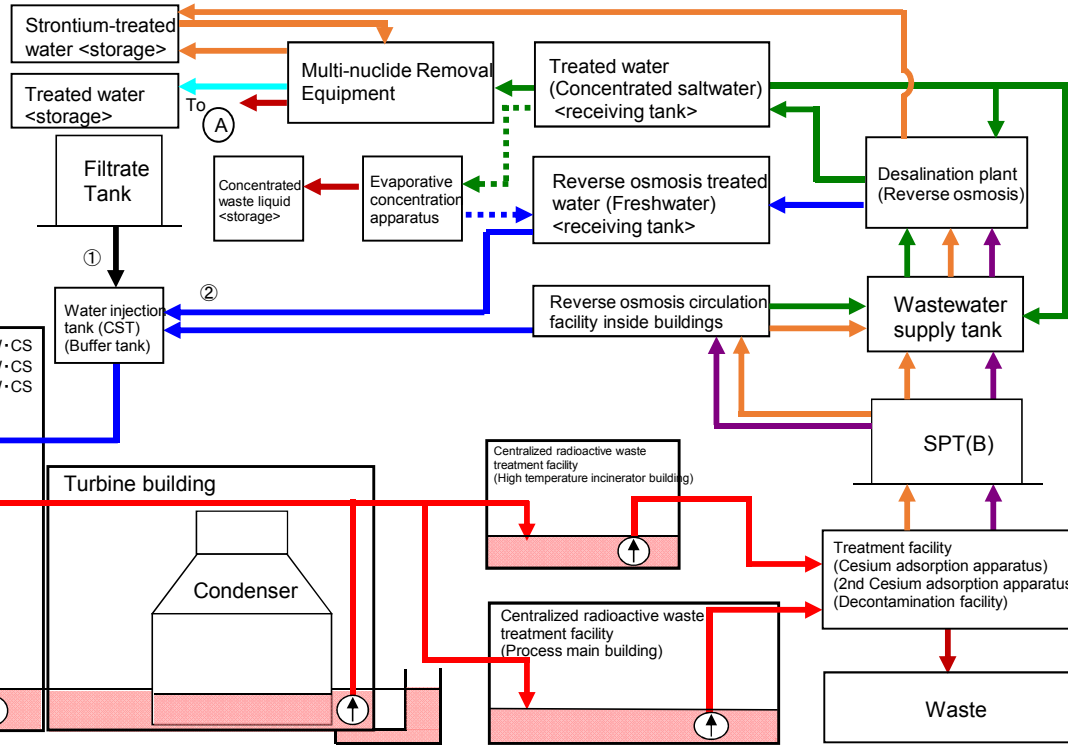 Strontium-treated
water <storage>
Multi-nuclide Removal
Equipment
Treated water
(Concentrated saltwater)
<receiving tank>
Treated water
<storage>
To
A
Filtrate
Tank
Concentrated
waste liquid
<storage>
Evaporative
concentration
apparatus
Reverse osmosis treated
water (Freshwater)
<receiving tank>
Desalination plant
(Reverse osmosis)
①
②
Water injection
tank (CST)
(Buffer tank)
Reverse osmosis circulation
facility inside buildings
Wastewater
supply tank
・CS
・CS
・CS
SPT(B)
Turbine building
Condenser
Centralized radioactive waste
treatment facility
(High temperature incinerator building)
Centralized radioactive waste
treatment facility
(Process main building)
Treatment facility
(Cesium adsorption apparatus)
(2nd Cesium adsorption apparatus
(Decontamination facility)
Waste